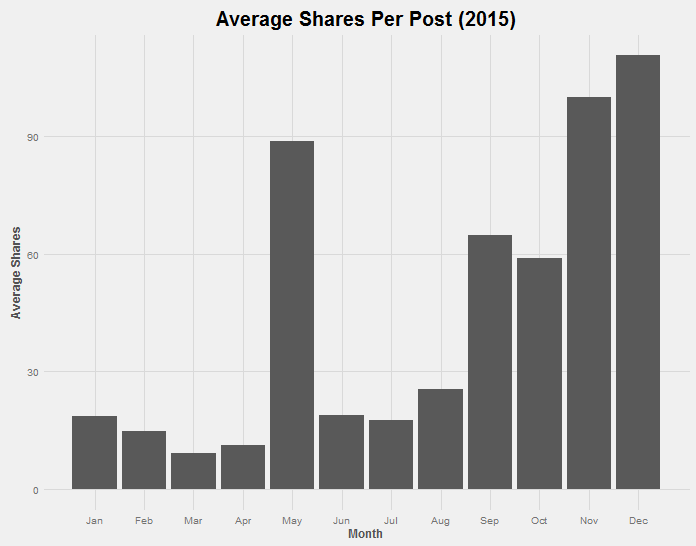 Average Shares Per Post (2015)
Average Shares
90
60
30
0
Jan Feb Mar Apr May Jun Jul Aug Sep Oct Nov Dec
Month